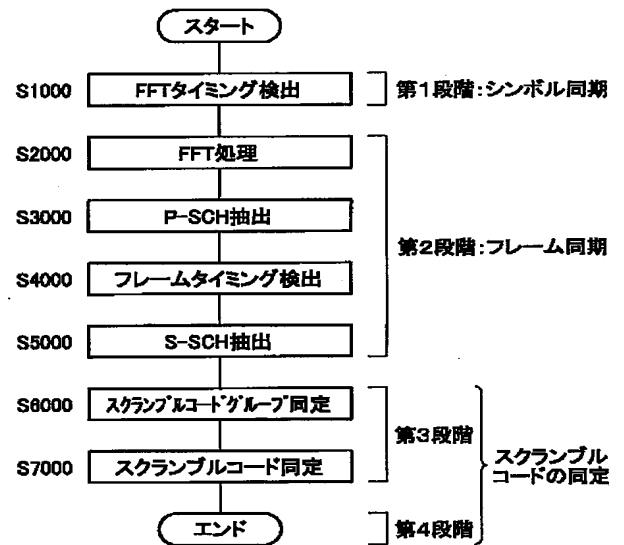 スタート
S1000 FFTタイミング検出 第1段階:シンボル同期
S2000 FFT処理
S3000 P-SCH抽出
第2段階:フレーム同期
S4000 フレームタイミング検出
S5000 S-SCH抽出
S6000 スクランブルコードグループ同定
第3段階
S7000 スクランブルコード同定
スクランブル
コードの同定
エンド 第4段階